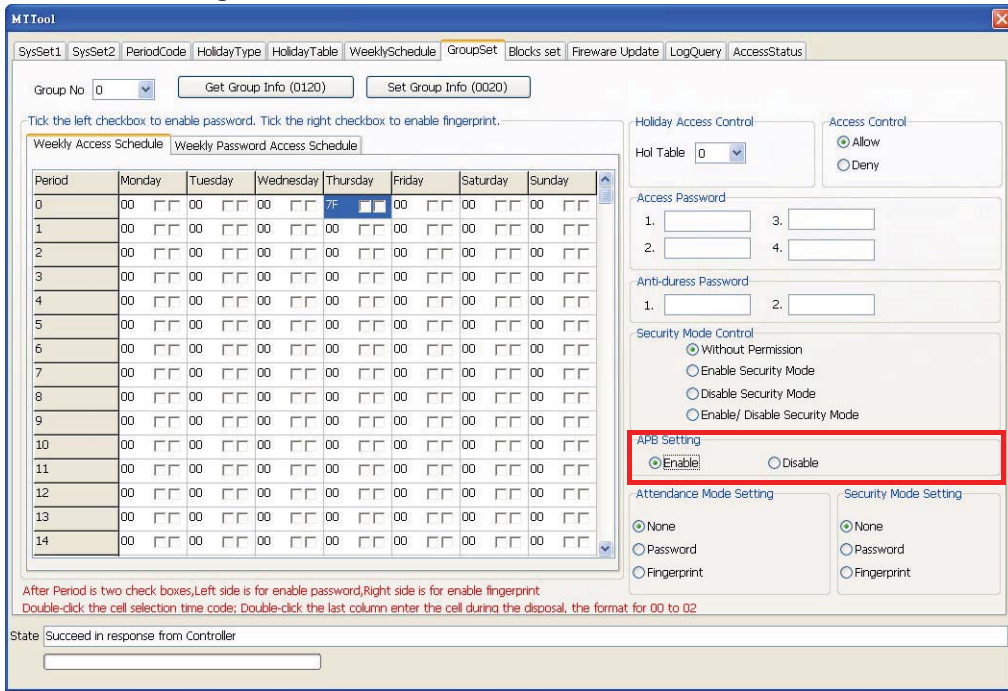 MTTool
SysSet1 SysSet2 PeriodCode HolidayType HolidayTable WeeklySchedule GroupSet Blocks set Fireware Update LogQuery AccessStatus
Group No 0 Get Group Info (0120) Set Group Info (0020)
Tick the left checkbox to enable password. Tick the right checkbox to enable fingerprint.
Weekly Access Schedule Weekly Password Access Schedule
Period Monday Tuesday Wednesday Thursday Friday Saturday Sunday
0 00 00 00 7F 00 00 00
1 00 00 00 00 00 00 00
2 00 00 00 00 00 00 00
3 00 00 00 00 00 00 00
4 00 00 00 00 00 00 00
5 00 00 00 00 00 00 00
6 00 00 00 00 00 00 00
7 00 00 00 00 00 00 00
8 00 00 00 00 00 00 00
9 00 00 00 00 00 00 00
10 00 00 00 00 00 00 00
11 00 00 00 00 00 00 00
12 00 00 00 00 00 00 00
13 00 00 00 00 00 00 00
14 00 00 00 00 00 00 00
Holiday Access Control
Hol Table 0
Access Control
Allow
Deny
Access Password
1. 3.
2. 4.
Anti-duress Password
1. 2.
Security Mode Control
Without Permission
Enable Security Mode
Disable Security Mode
Enable/ Disable Security Mode
APB Setting
Enable Disable
Attendance Mode Setting
None
Password
Fingerprint
Security Mode Setting
None
Password
Fingerprint
After Period is two check boxes,Left side is for enable password,Right side is for enable fingerprint
Double-click the cell selection time code; Double-click the last column enter the cell during the disposal, the format for 00 to 02
State Succeed in response from Controller